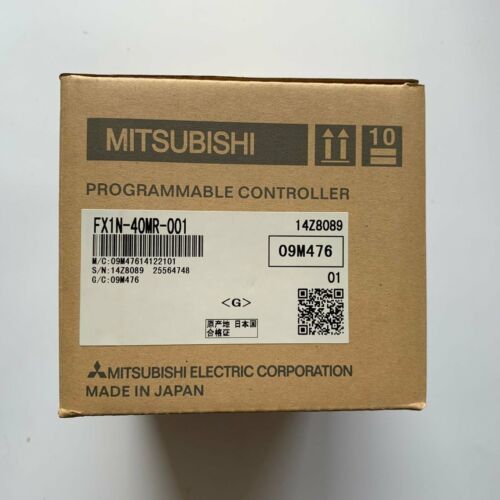 MITSUBISHI
10
PROGRAMMABLE CONTROLLER
FX1N-40MR-001
14Z8089
M/C:09M47614122101
09M476
S/N:14Z8089 25564748
G/C:09M476
01
<G>
原产地 日本国
合格证
MITSUBISHI ELECTRIC CORPORATION
MADE IN JAPAN